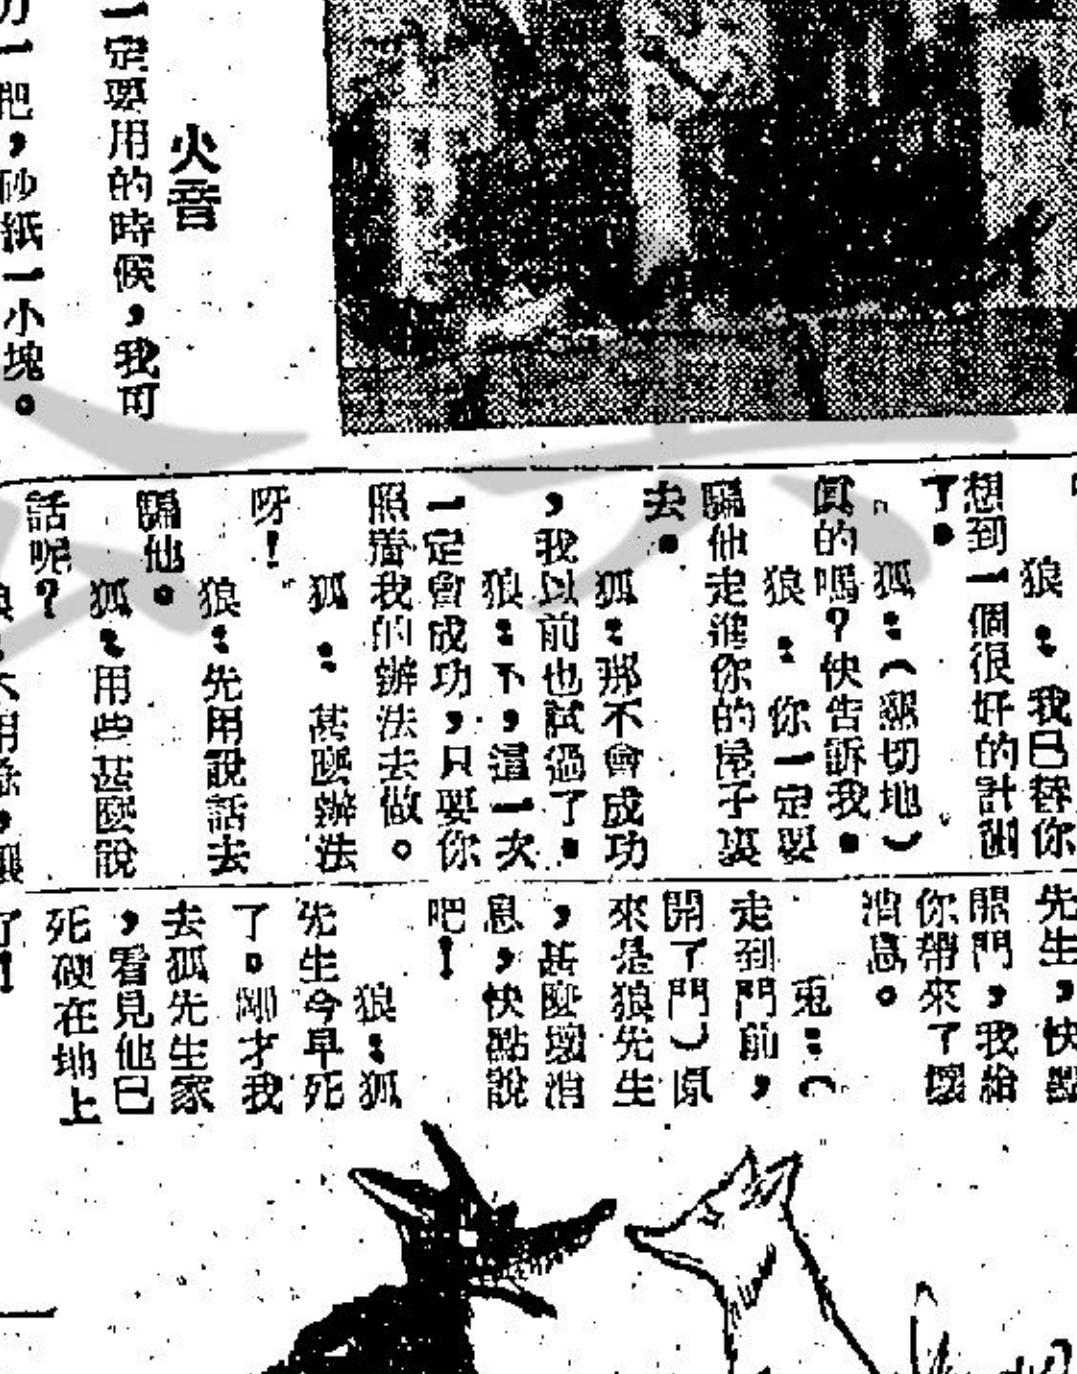 火音
一定要用的時候,我可
一把,砂紙一小塊。
狼:我已替你
想到一個很好的計劃
了。
狐:(親切地)
眞的嗎?快告訴我。
狼:你一定要
騙他走進你的屋子裏
去。
狐:那不會成功
,我以前也試過了。
狼:不,這一次
一定會成功,只要你
照着我的辦法去做。
狐:甚麼辦法
呀!
狼:先用說話去
騙他。
狐:用些甚麼說
話呢?
先生,快
開門,我給
你帶來了壞
消息。
兎:(
走到門前,
開了門)原
來是狼先生
,甚麼壞消
息,快點說
吧!
狼:狐
先生今早死
了。剛才我
去狐先生家
,看見他已
死硬在地上
了!